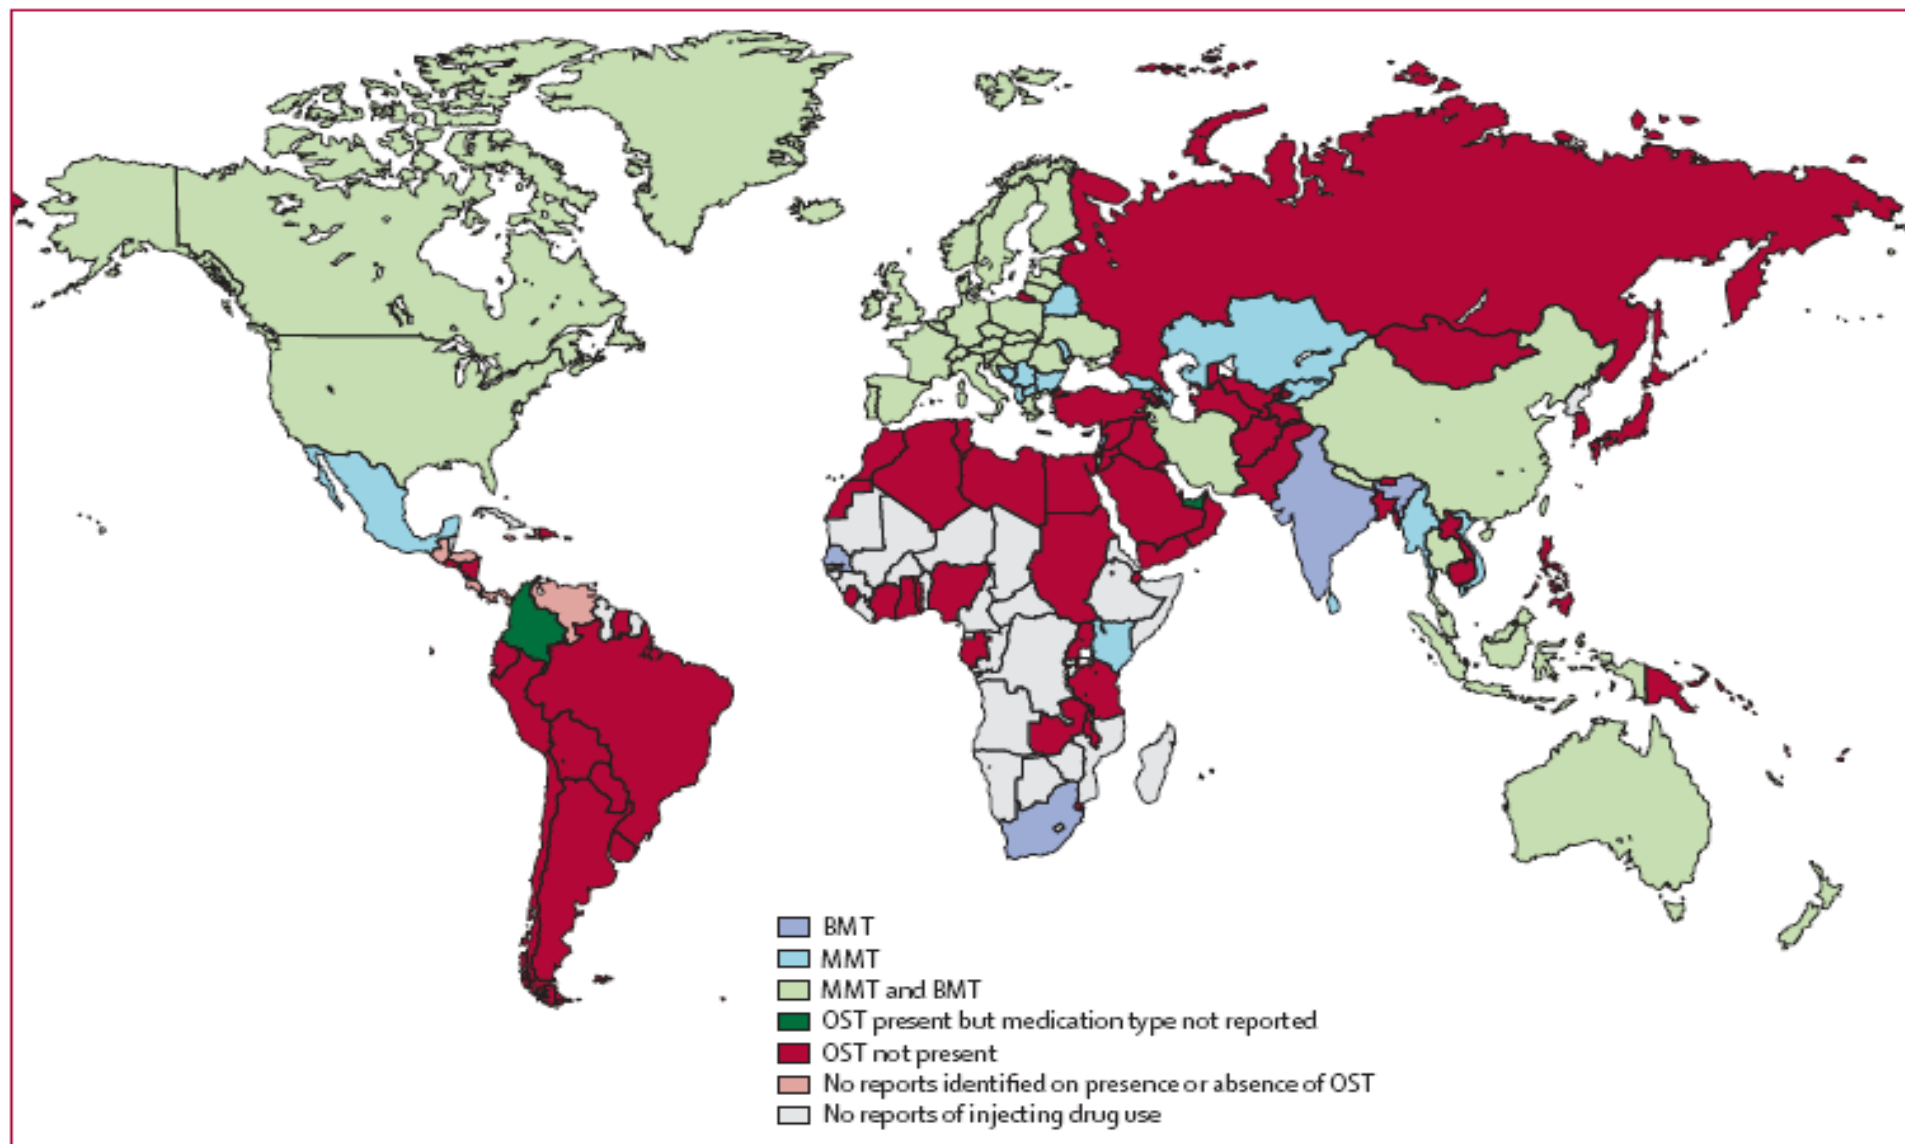 BMT
MMT
MMT and BMT
OST present but medication type not reported
OST not present
No reports identified on presence or absence of OST
No reports of injecting drug use